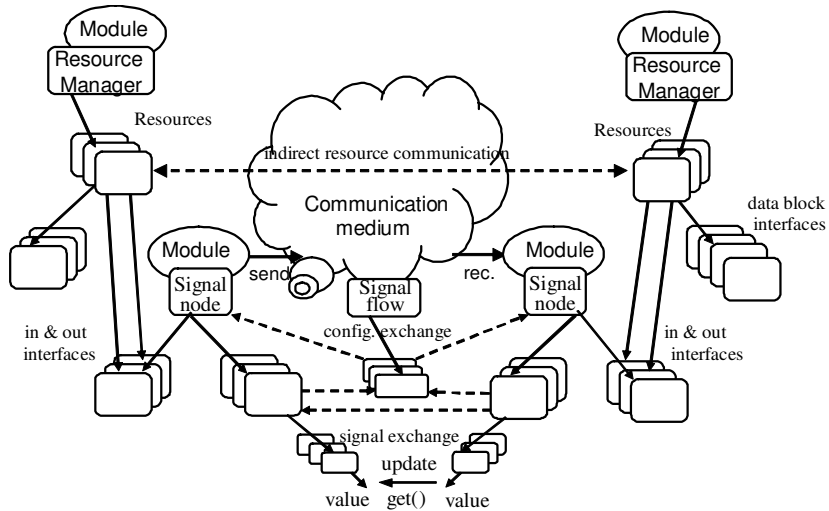 Module
Resource
Manager
Module
Resource
Manager
Resources
Resources
indirect resource communication
data block
interfaces
Communication
medium
Module
send
rec.
Module
Signal
node
Signal
flow
Signal
node
in & out
interfaces
config. exchange
in & out
interfaces
signal exchange
update
value
get()
value